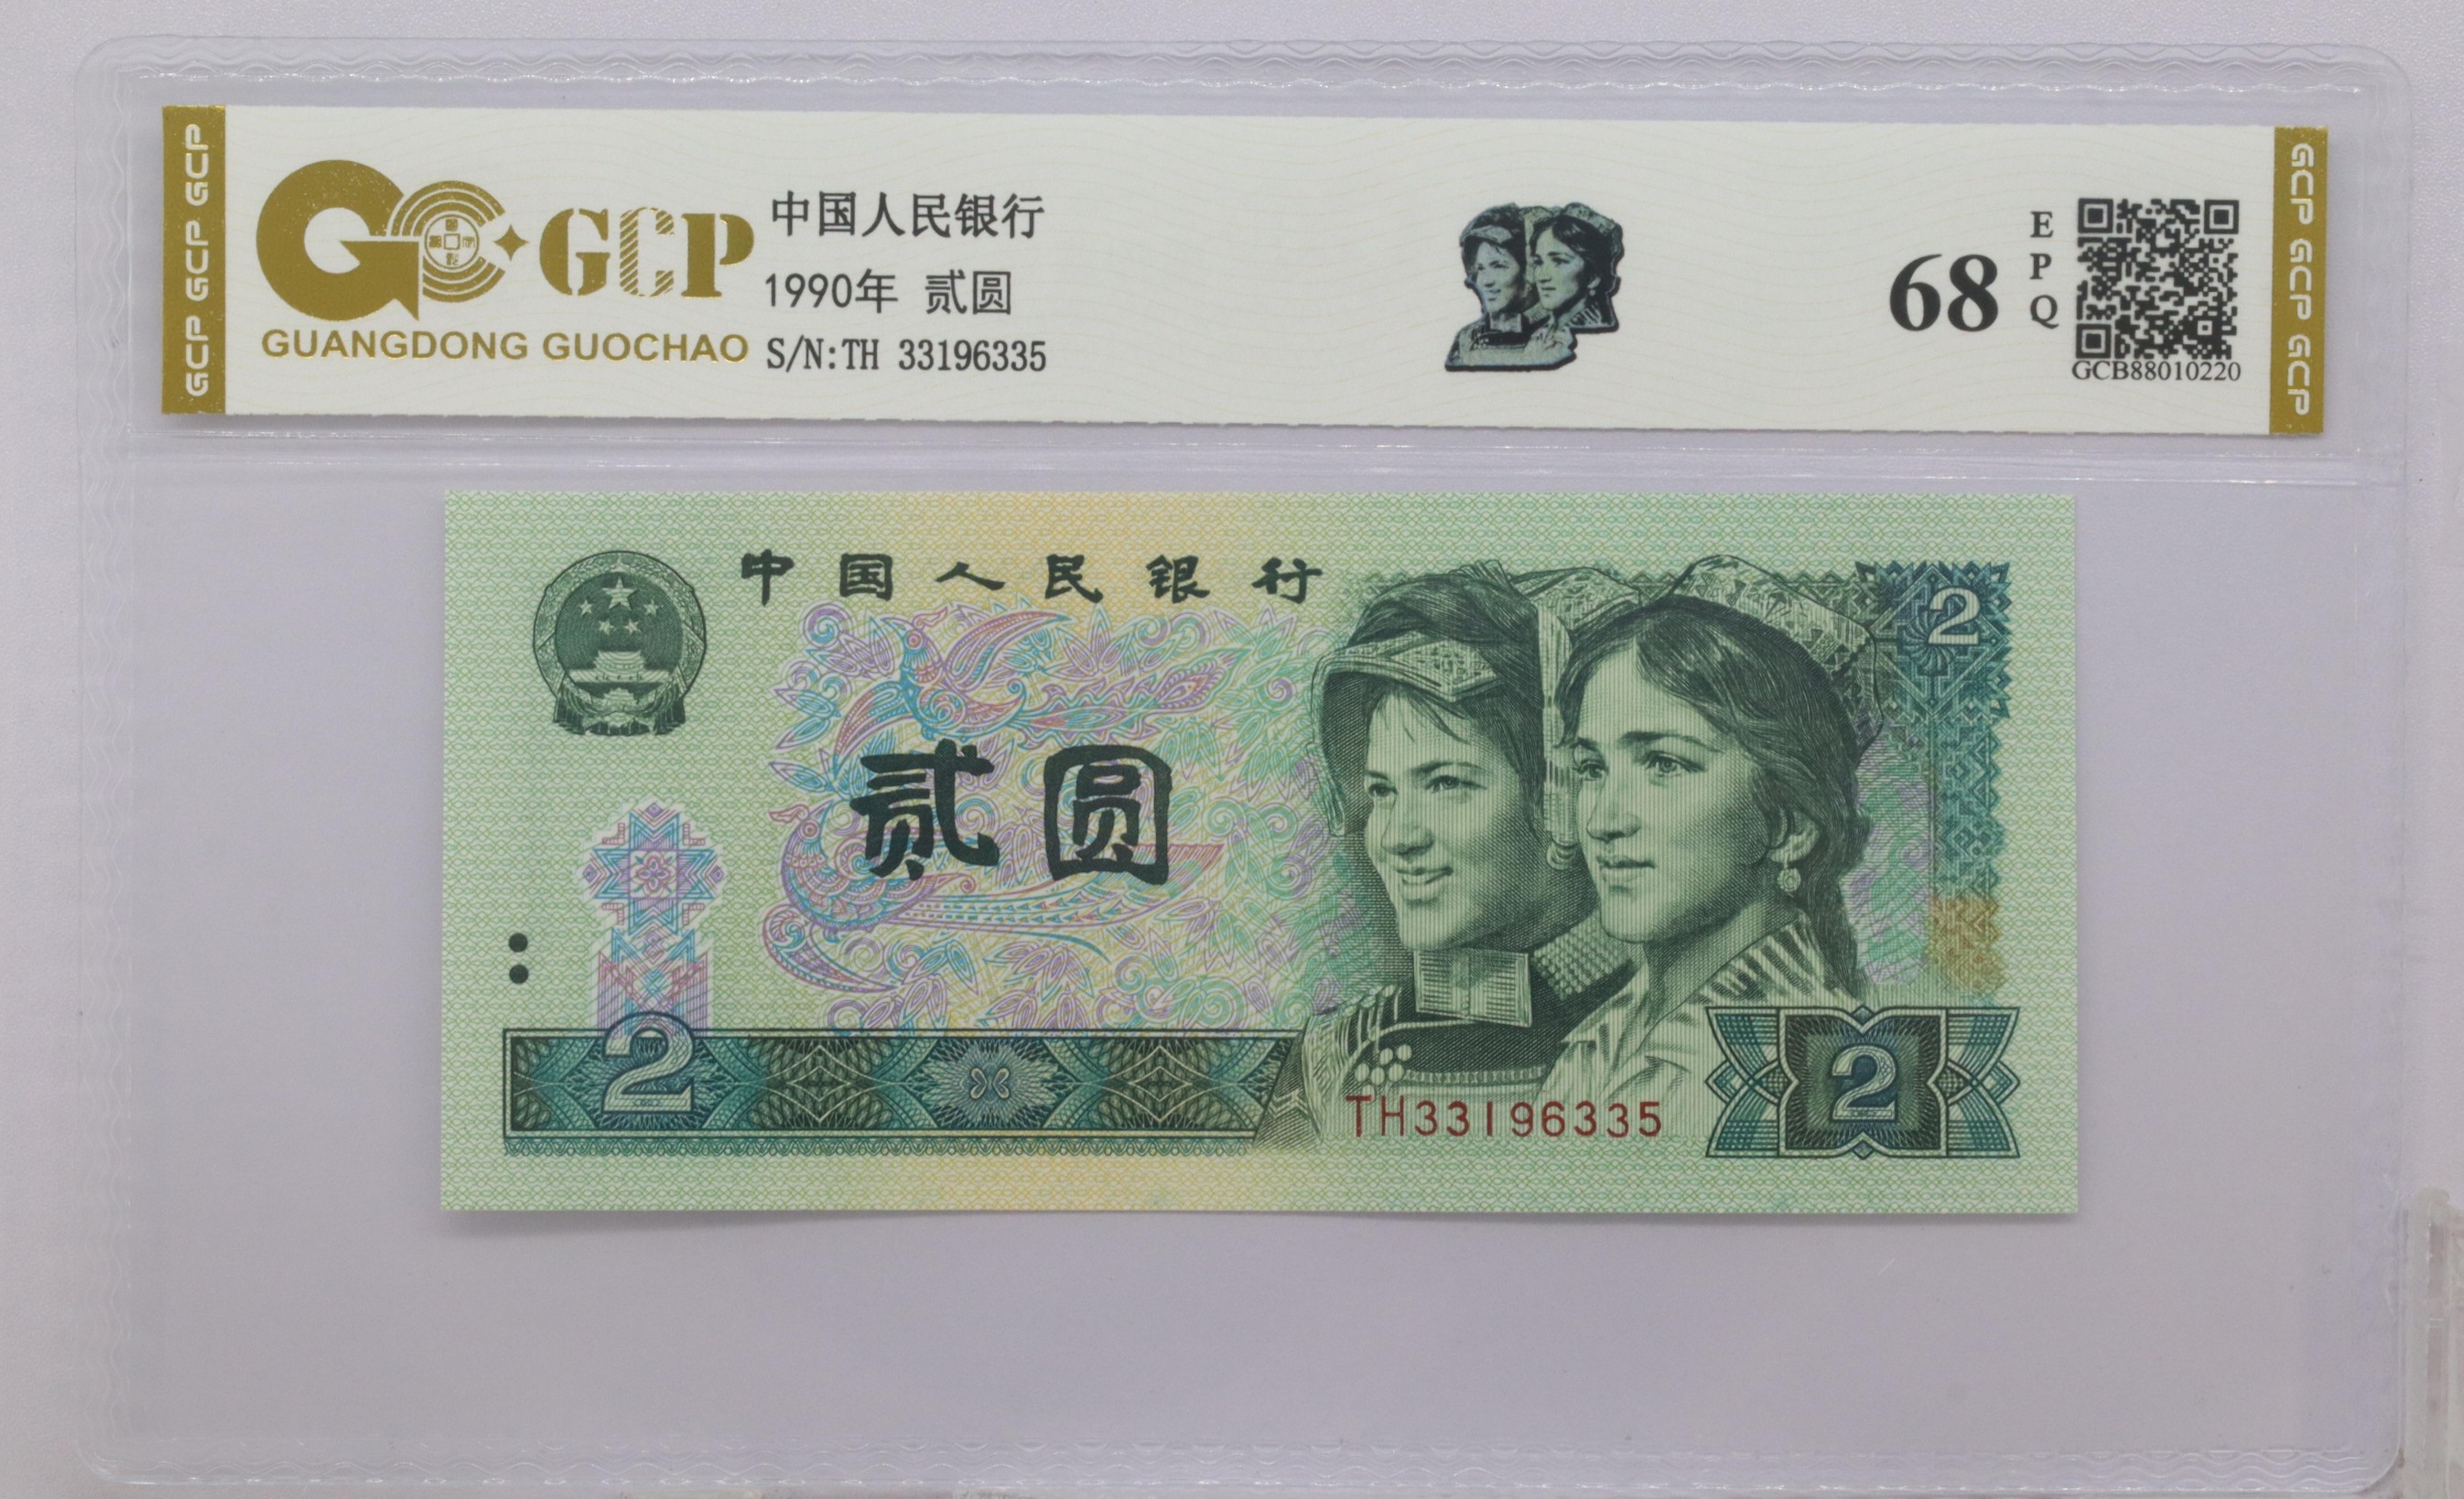 GCP GCP GCP
GCP
GUANGDONG GUOCHAO
中国人民银行
1990年 贰圆
S/N:TH 33196335
68
EPQ
GCB88010220
GCP GCP GCP
中国人民银行
2
贰圆
2
TH33196335
2